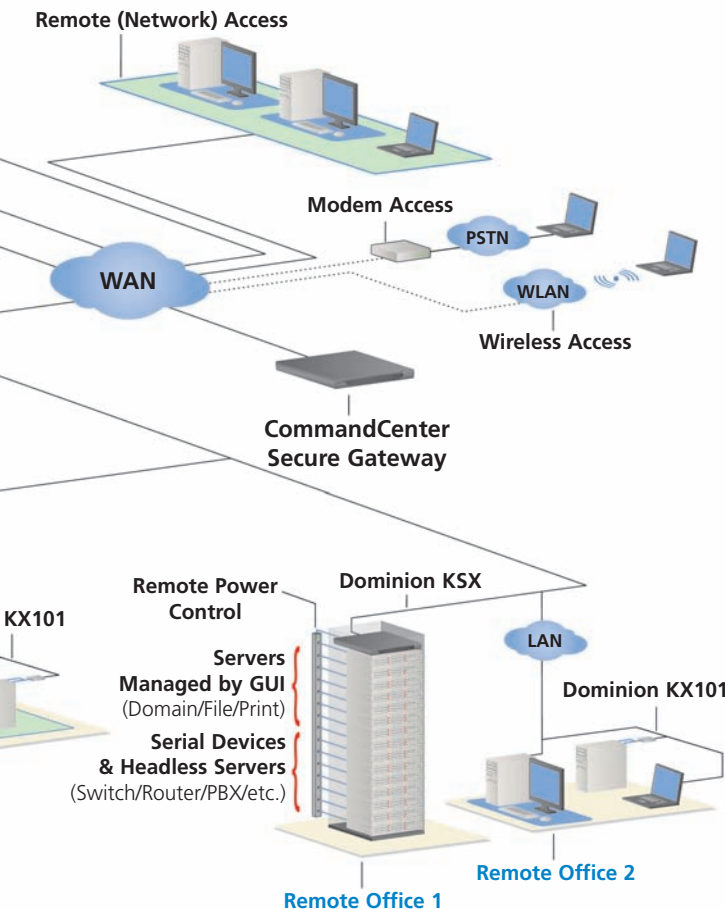 Remote (Network) Access
Modem Access
PSTN
WAN
WLAN
Wireless Access
CommandCenter
Secure Gateway
Remote Power
Control
Dominion KSX
KX101
LAN
Servers
Managed by GUI
(Domain/File/Print)
Dominion KX101
Serial Devices
& Headless Servers
(Switch/Router/PBX/etc.)
Remote Office 2
Remote Office 1